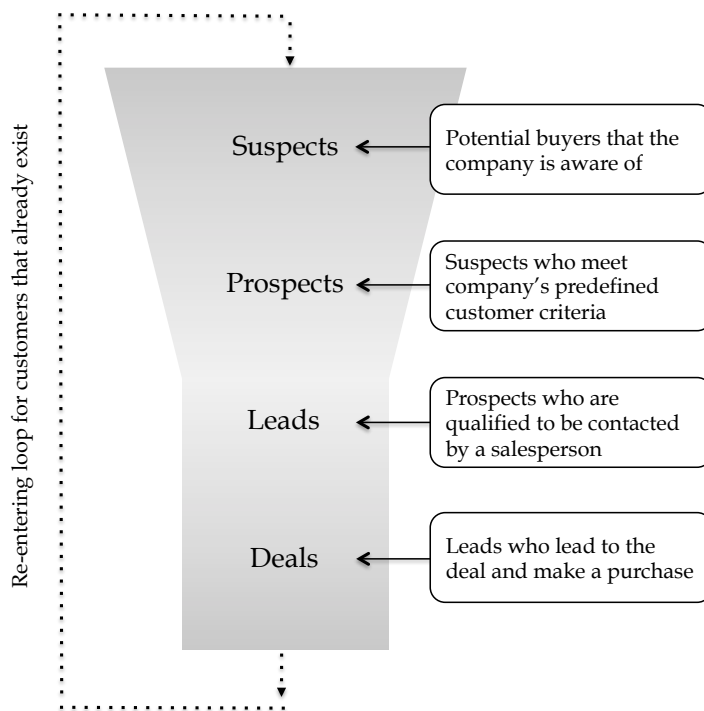 Re-entering loop for customers that already exist
Suspects
Potential buyers that the
company is aware of
Prospects
Suspects who meet
company’s predefined
customer criteria
Leads
Prospects who are
qualified to be contacted
by a salesperson
Deals
Leads who lead to the
deal and make a purchase